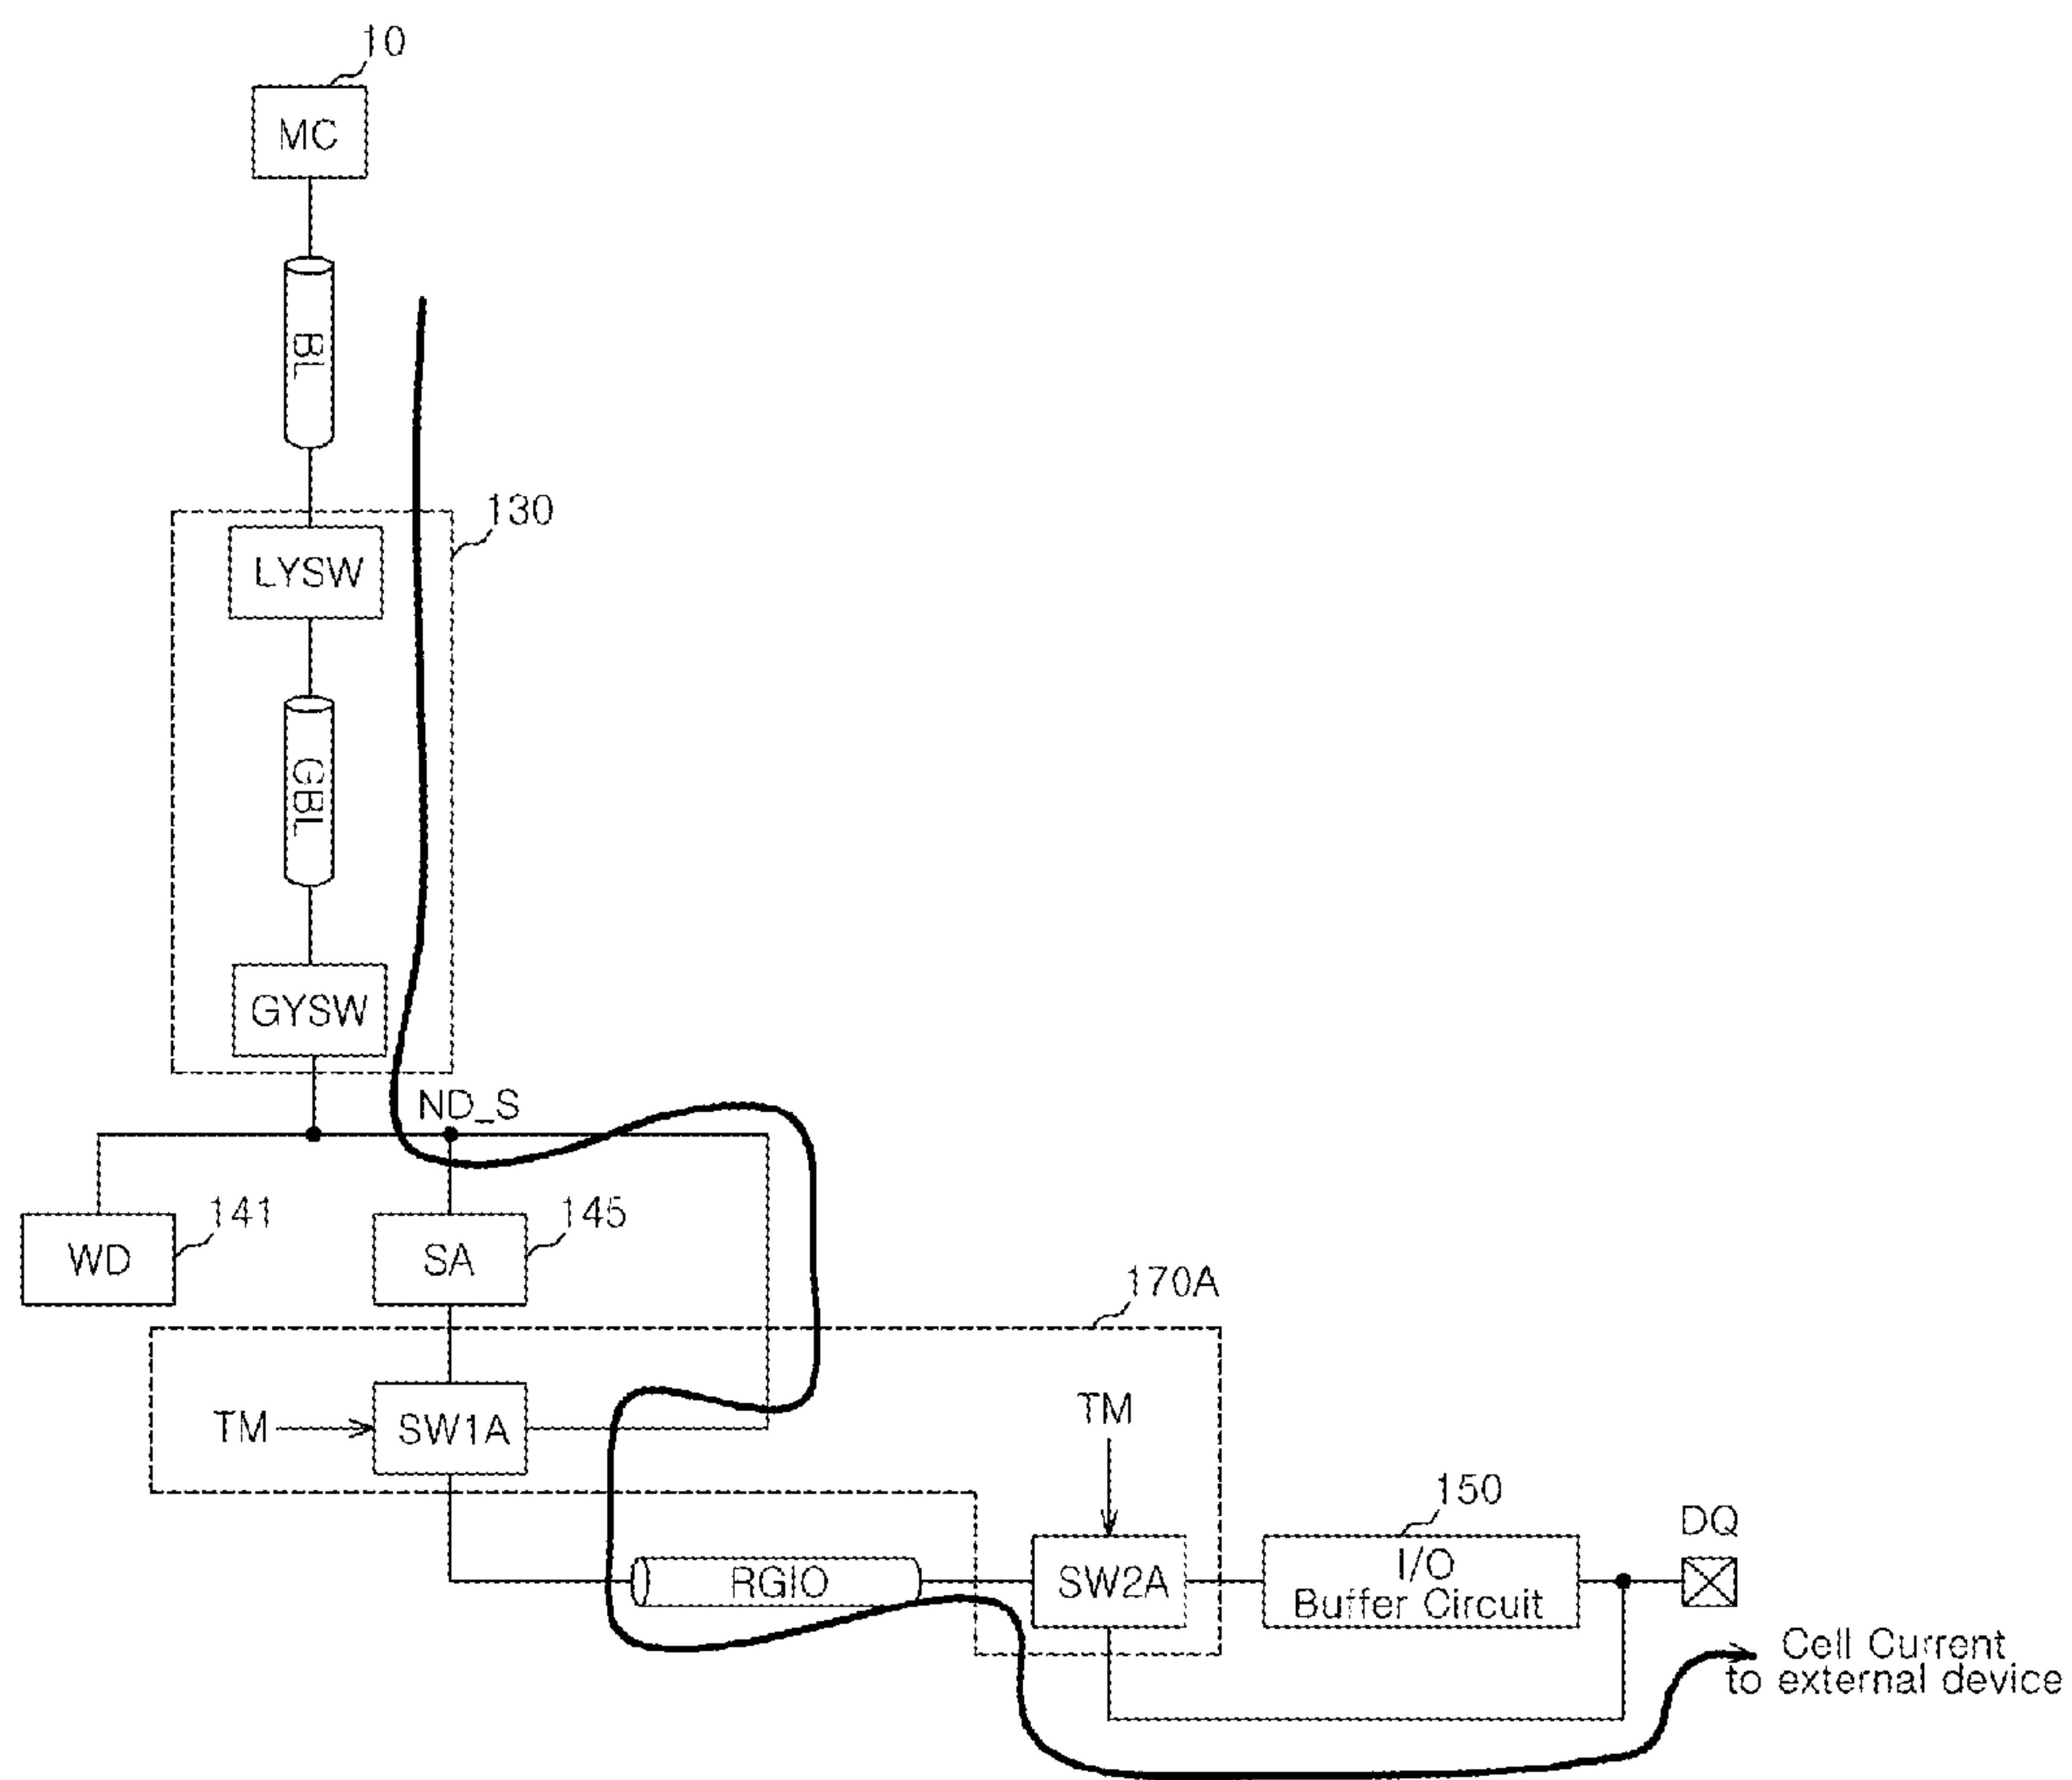 10
MC
BL
130
LYSW
GBL
GYSW
ND_S
141
WD
145
SA
170A
TM
SW1A
TM
150
DQ
RGIO
SW2A
I/O
Buffer Circuit
Cell Current
to external device